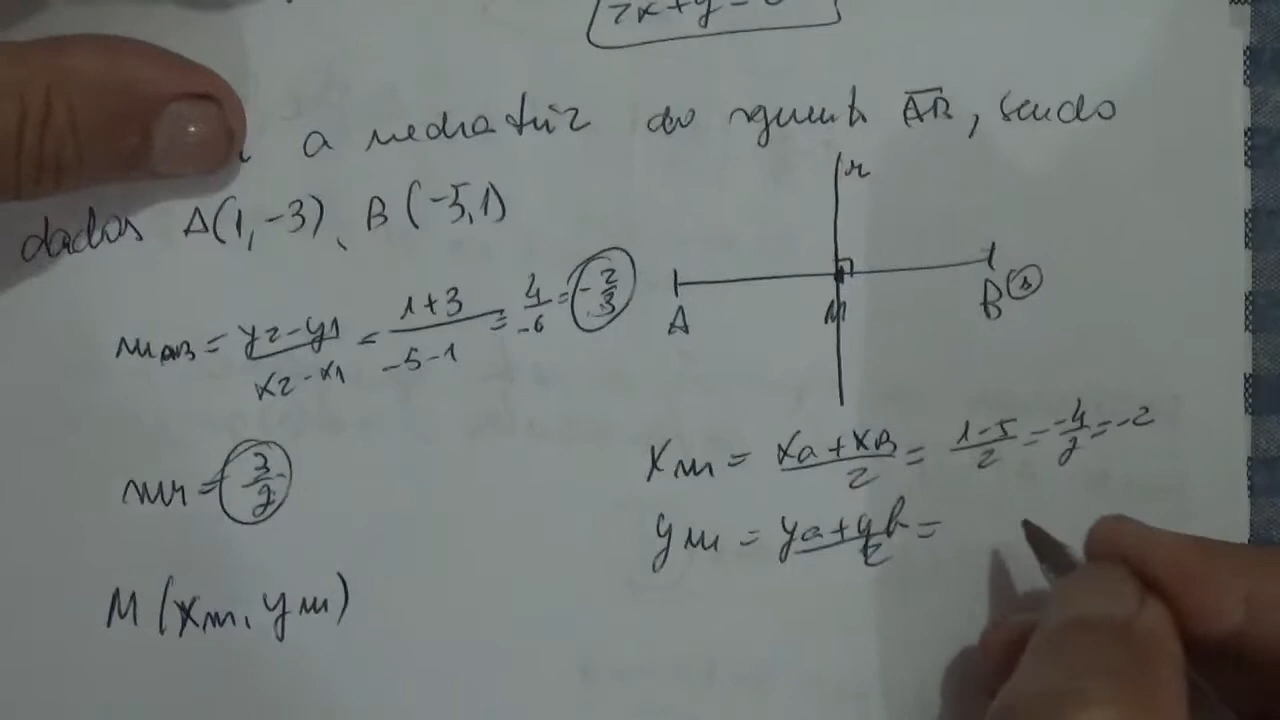 2x+y=0
a mediatriz do segmento AB, sendo
dados A(1,-3), B(-5,1)
r
A
M
B
mAB = y2-y1/x2-x1 = 1+3/-5-1 = 4/-6 = -2/3
mr = 3/2
M(xm, ym)
xm = xa+xB/2 = 1-5/2 = -4/2 = -2
ym = ya+yb/2 =